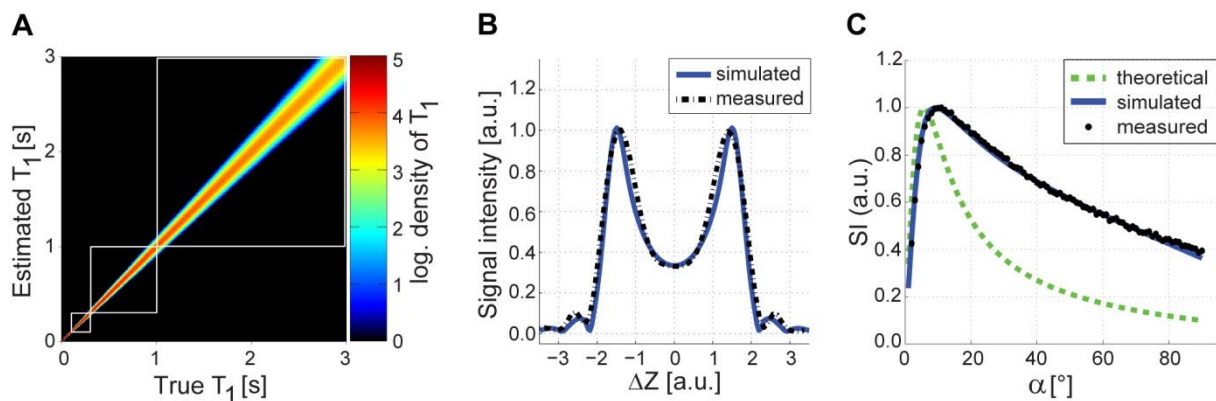 A
Estimated T1 [s]
3
2
1
0
0 1 2 3
True T1 [s]
5
4
3
2
1
0
log. density of T1
B
Signal intensity [a.u.]
1.2
1.0
0.8
0.6
0.4
0.2
0.0
−3 −2 −1 0 1 2 3
ΔZ [a.u.]
simulated
measured
C
SI (a.u.)
1.2
1.0
0.8
0.6
0.4
0.2
0.0
0 20 40 60 80
α[°]
theoretical
simulated
measured